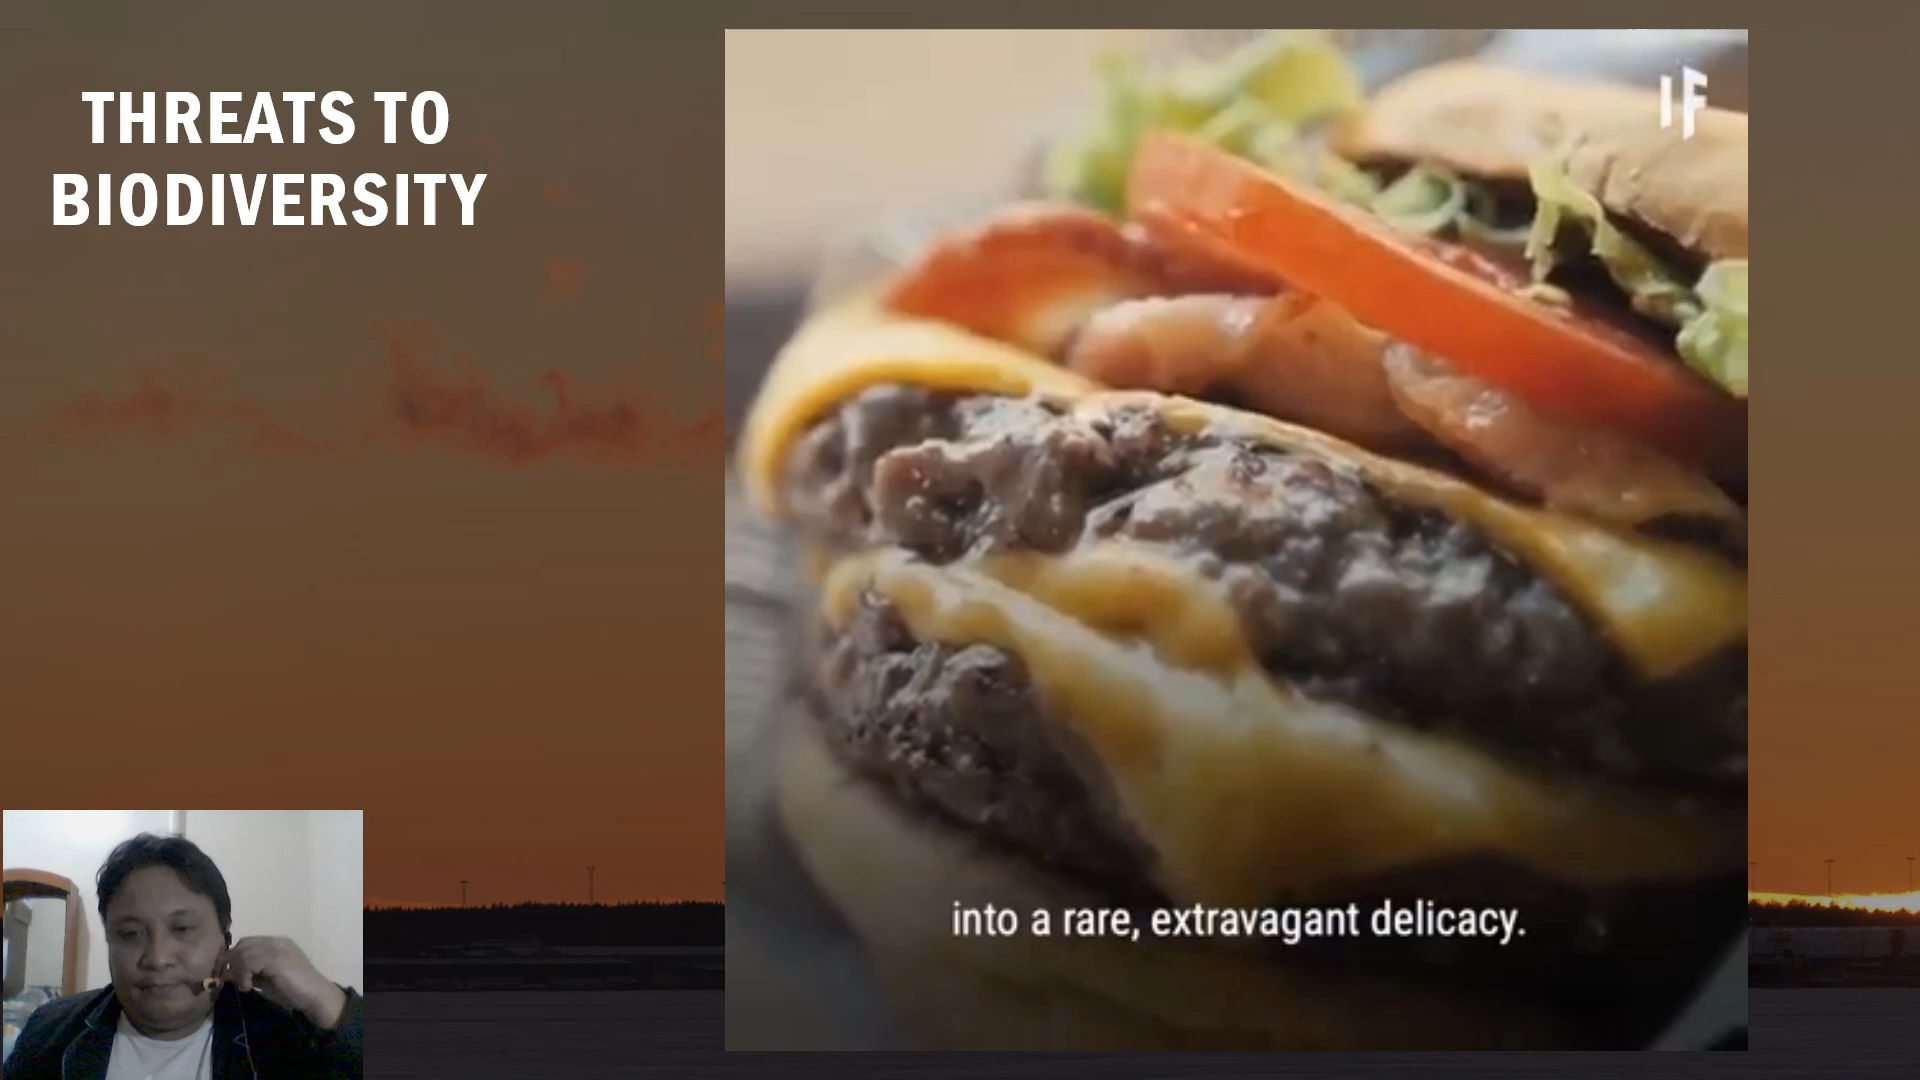 THREATS TO
BIODIVERSITY
IF
into a rare, extravagant delicacy.